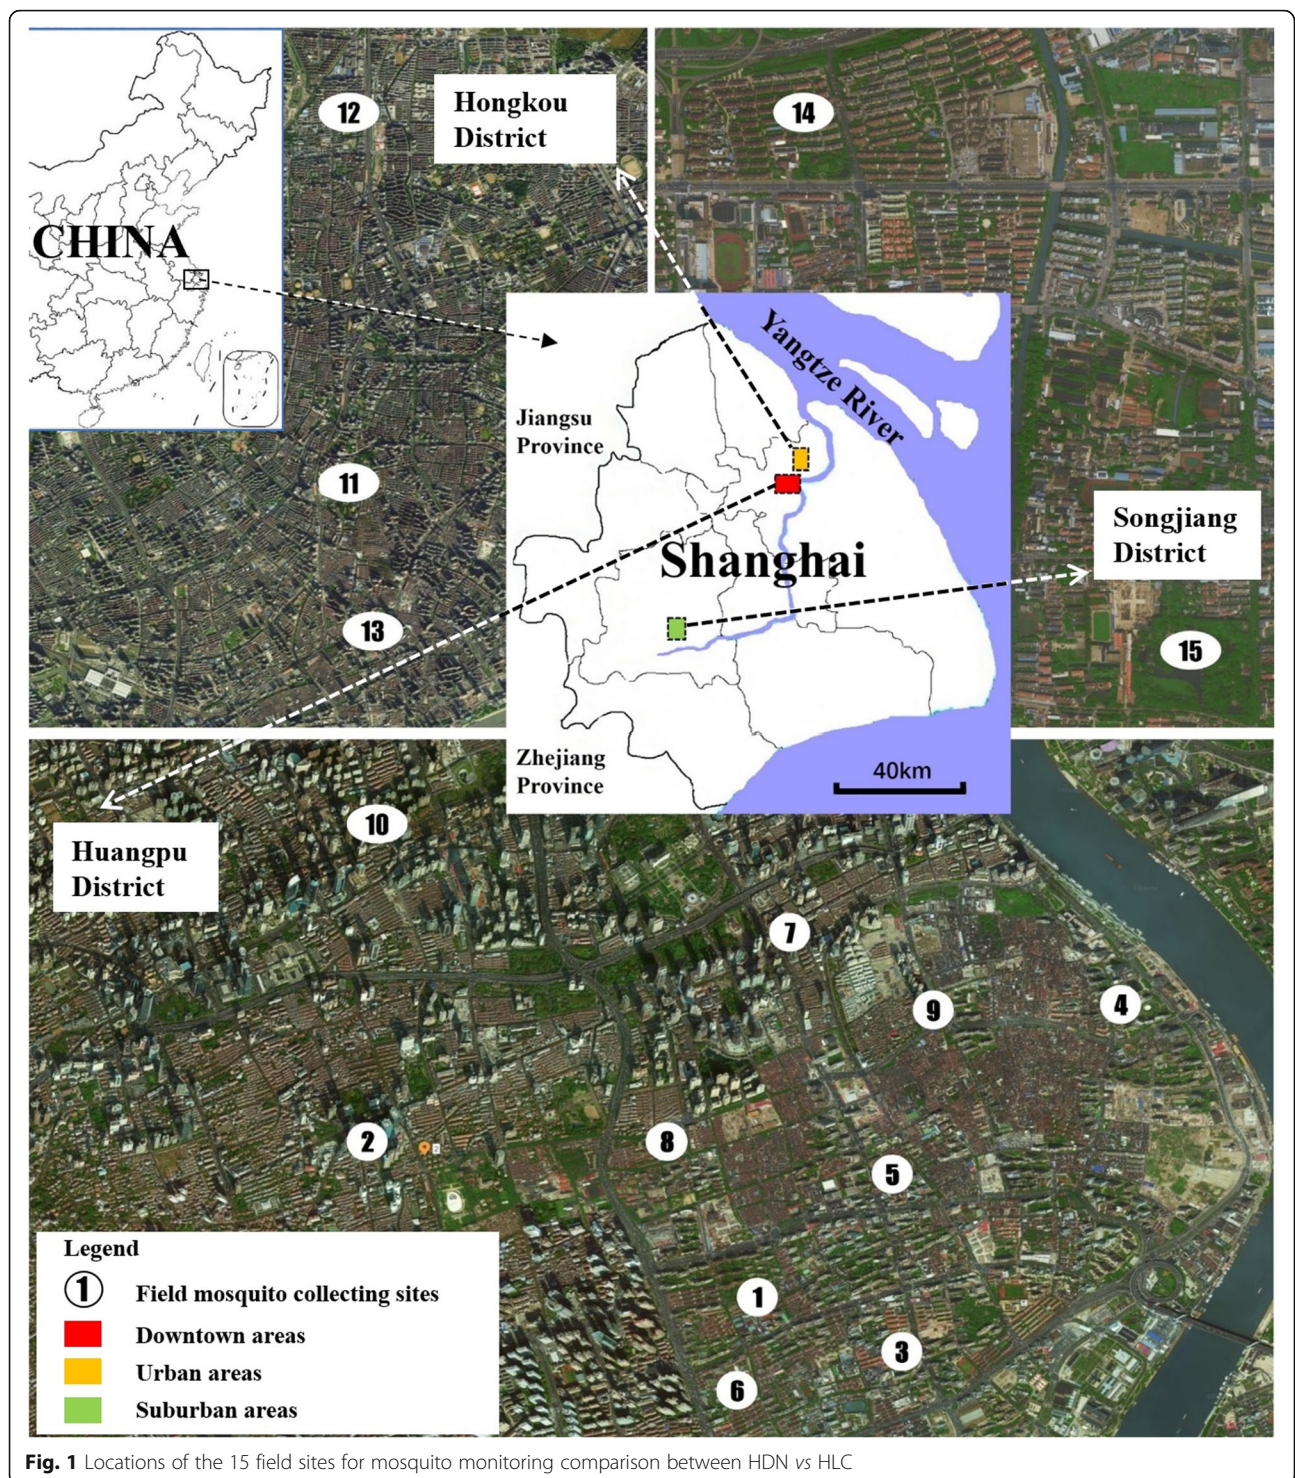 12
Hongkou
District
14
CHINA
Yangtze River
Jiangsu
Province
11
Songjiang
District
Shanghai
13
15
Zhejiang
Province
40km
10
Huangpu
District
7
9
4
2
2
8
5
1
3
6
Legend
1 Field mosquito collecting sites
Downtown areas
Urban areas
Suburban areas
Fig. 1 Locations of the 15 field sites for mosquito monitoring comparison between HDN vs HLC